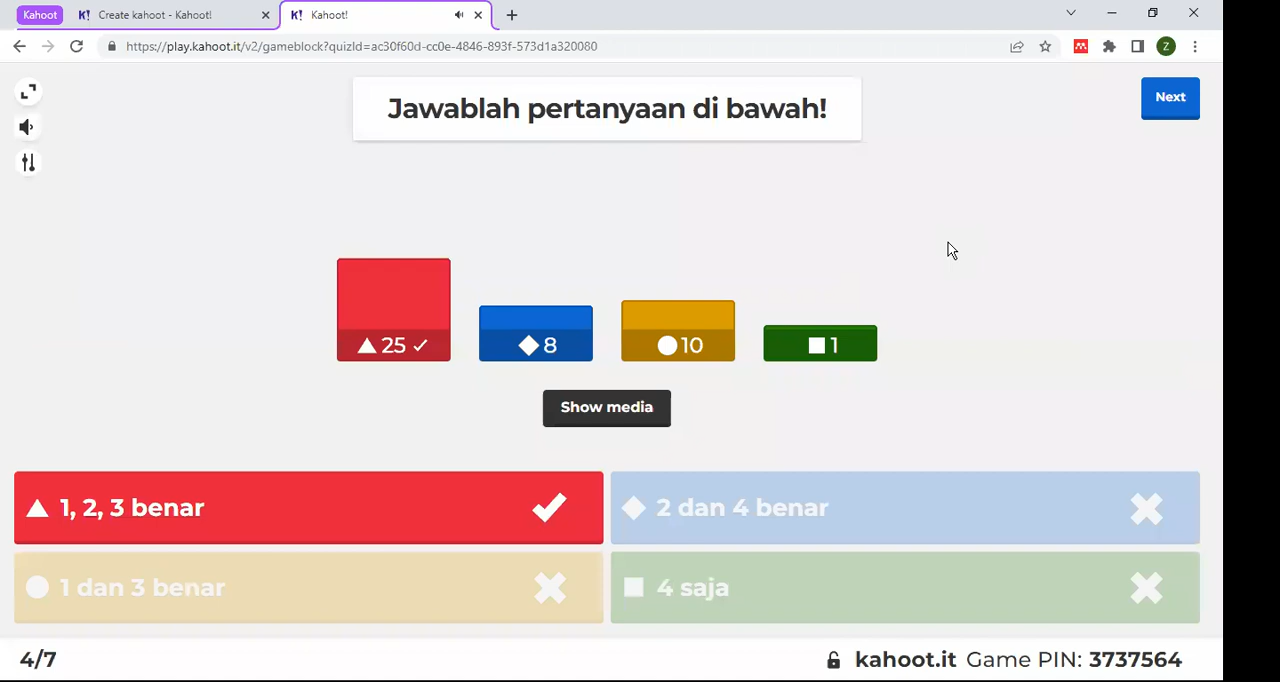 Kahoot
K! Create kahoot - Kahoot!
K! Kahoot!
https://play.kahoot.it/v2/gameblock?quizId=ac30f60d-cc0e-4846-893f-573d1a320080
Z
Jawablah pertanyaan di bawah!
Next
25
8
10
1
Show media
1, 2, 3 benar
2 dan 4 benar
1 dan 3 benar
4 saja
4/7
kahoot.it Game PIN: 3737564